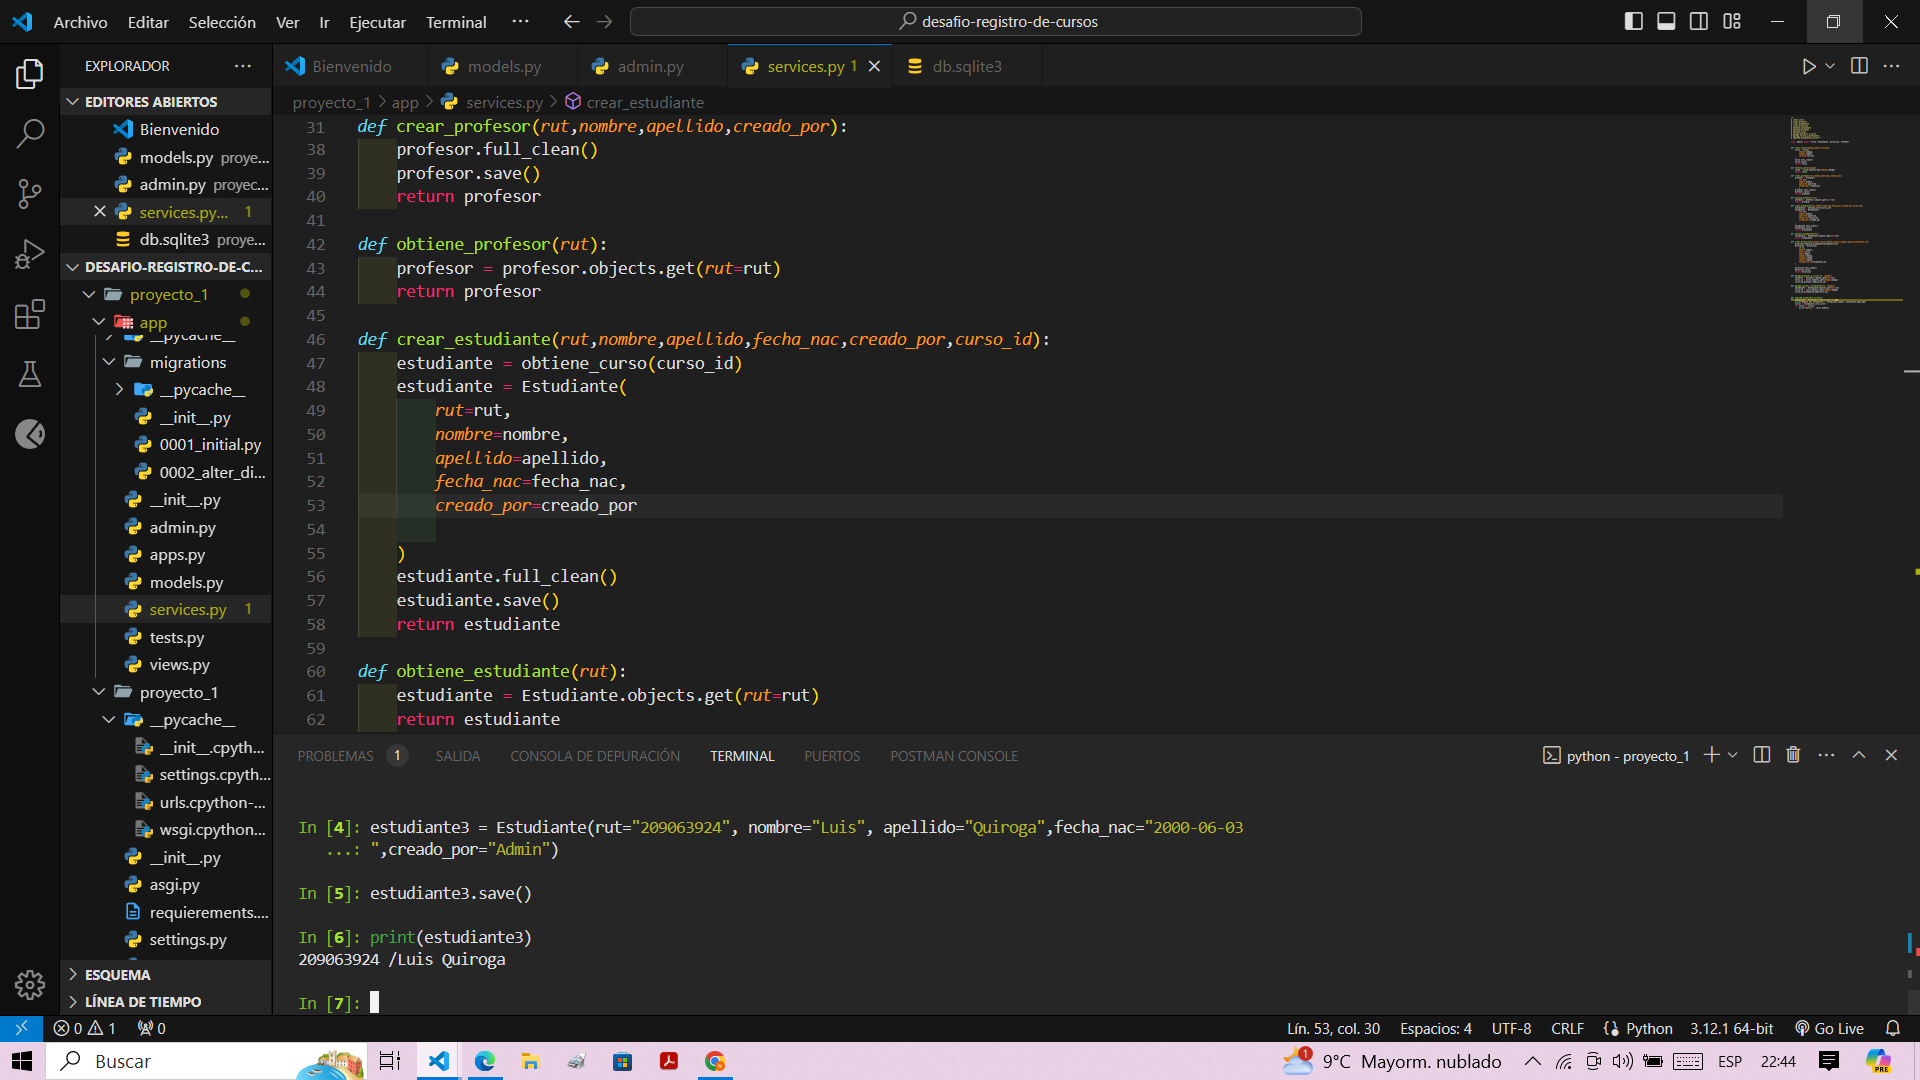 Archivo Editar Selección Ver Ir Ejecutar Terminal ··· desafio-registro-de-cursos
EXPLORADOR ···
EDITORES ABIERTOS
Bienvenido
models.py proye...
admin.py proyec...
services.py... 1
db.sqlite3 proye...
DESAFIO-REGISTRO-DE-C...
proyecto_1
app
__pycache__
migrations
__pycache__
__init__.py
0001_initial.py
0002_alter_di...
__init__.py
admin.py
apps.py
models.py
services.py 1
tests.py
views.py
proyecto_1
__pycache__
__init__.cpyth...
settings.cpyth...
urls.cpython-...
wsgi.cpython...
__init__.py
asgi.py
requierements....
settings.py
ESQUEMA
LÍNEA DE TIEMPO
Bienvenido models.py admin.py services.py 1 db.sqlite3
proyecto_1 > app > services.py > crear_estudiante
31 def crear_profesor(rut,nombre,apellido,creado_por):
38 profesor.full_clean()
39 profesor.save()
40 return profesor
41
42 def obtiene_profesor(rut):
43 profesor = profesor.objects.get(rut=rut)
44 return profesor
45
46 def crear_estudiante(rut,nombre,apellido,fecha_nac,creado_por,curso_id):
47 estudiante = obtiene_curso(curso_id)
48 estudiante = Estudiante(
49 rut=rut,
50 nombre=nombre,
51 apellido=apellido,
52 fecha_nac=fecha_nac,
53 creado_por=creado_por
54
55 )
56 estudiante.full_clean()
57 estudiante.save()
58 return estudiante
59
60 def obtiene_estudiante(rut):
61 estudiante = Estudiante.objects.get(rut=rut)
62 return estudiante
PROBLEMAS 1 SALIDA CONSOLA DE DEPURACIÓN TERMINAL PUERTOS POSTMAN CONSOLE python - proyecto_1
In [4]: estudiante3 = Estudiante(rut="209063924", nombre="Luis", apellido="Quiroga",fecha_nac="2000-06-03
...: ",creado_por="Admin")
In [5]: estudiante3.save()
In [6]: print(estudiante3)
209063924 /Luis Quiroga
In [7]:
0 1 0 Lín. 53, col. 30 Espacios: 4 UTF-8 CRLF Python 3.12.1 64-bit Go Live
Buscar 1 9°C Mayorm. nublado ESP 22:44 PRE